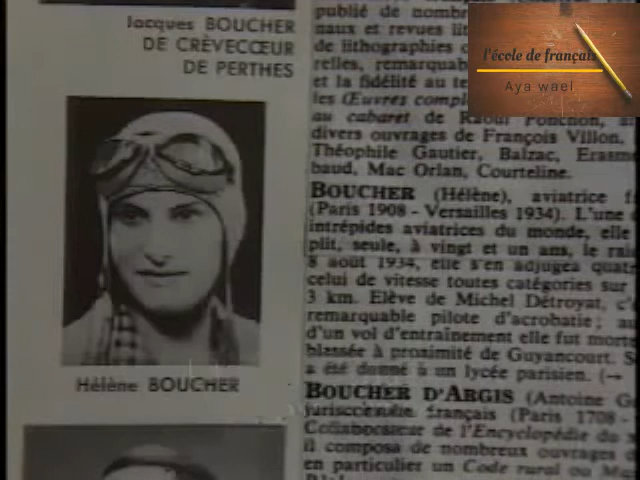 Jacques BOUCHER
DE CRÈVECŒUR
DE PERTHES
Hélène BOUCHER
publié de nomb
naux et revues lit
de lithographies
relles, remarquab
et la fidélité au te
les Œuvres compl
au cabaret de Raoul Ponchon, a
divers ouvrages de François Villon,
Théophile Gautier, Balzac, Erasm
baud, Mac Orlan, Courteline.
BOUCHER (Hélène), aviatrice f
(Paris 1908 - Versailles 1934). L'une
intrépides aviatrices du monde, elle
plit, seule, à vingt et un ans, le rai
8 août 1934, elle s'en adjugea quat
celui de vitesse toutes catégories sur
3 km. Elève de Michel Détroyat, c'
remarquable pilote d'acrobatie; a
d'un vol d'entraînement elle fut mort
blessée à proximité de Guyancourt. S
a été donné à un lycée parisien. (→
BOUCHER D'ARGIS (Antoine G
jurisconsulte français (Paris 1708 -
Collaborateur de l'Encyclopédie du
il composa de nombreux ouvrages d
en particulier un Code rural ou Ma
l'école de français
Aya wael